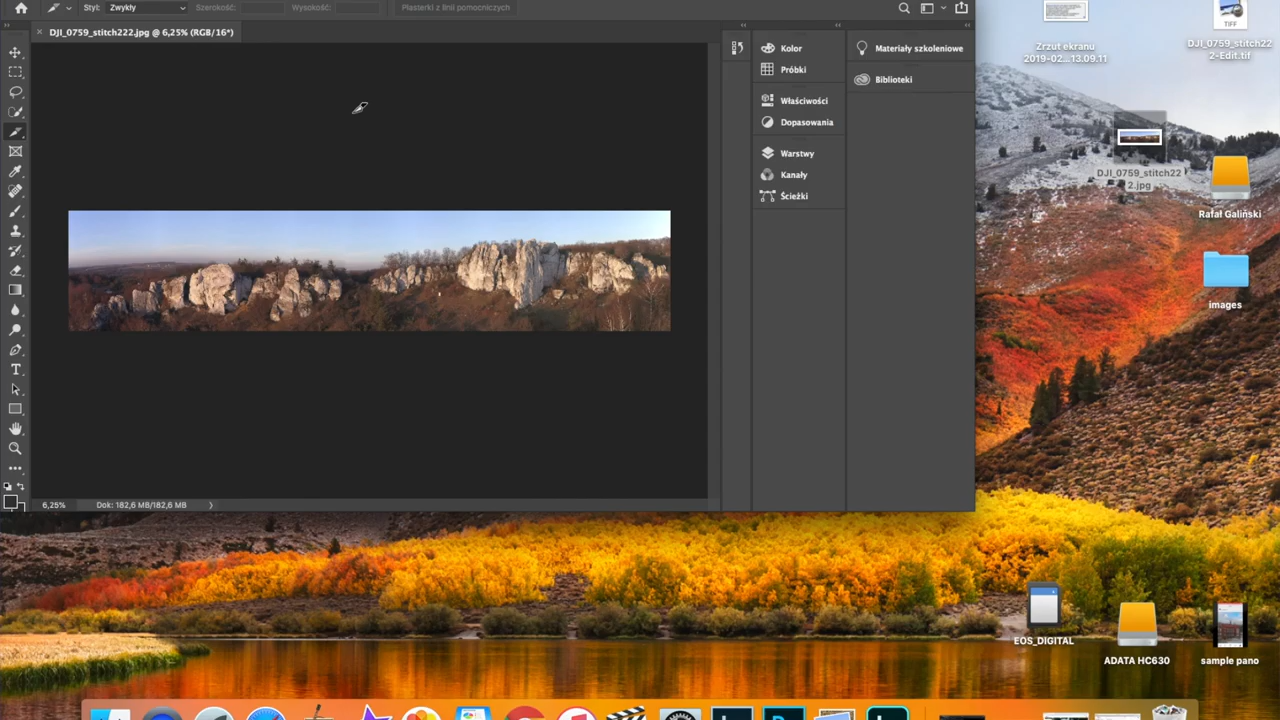 Styl: Zwykły Szerokość: Wysokość: Plasterki z linii pomocniczych
DJI_0759_stitch222.jpg @ 6,25% (RGB/16*)
Kolor
Próbki
Właściwości
Dopasowania
Warstwy
Kanały
Ścieżki
Materiały szkoleniowe
Biblioteki
6,25% Dok: 182,6 MB/182,6 MB
Zrzut ekranu
2019-02...13.09.11
TIFF
DJI_0759_stitch22
2-Edit.tif
DJI_0759_stitch22
2.jpg
Rafał Galiński
images
EOS_DIGITAL
ADATA HC630
sample pano